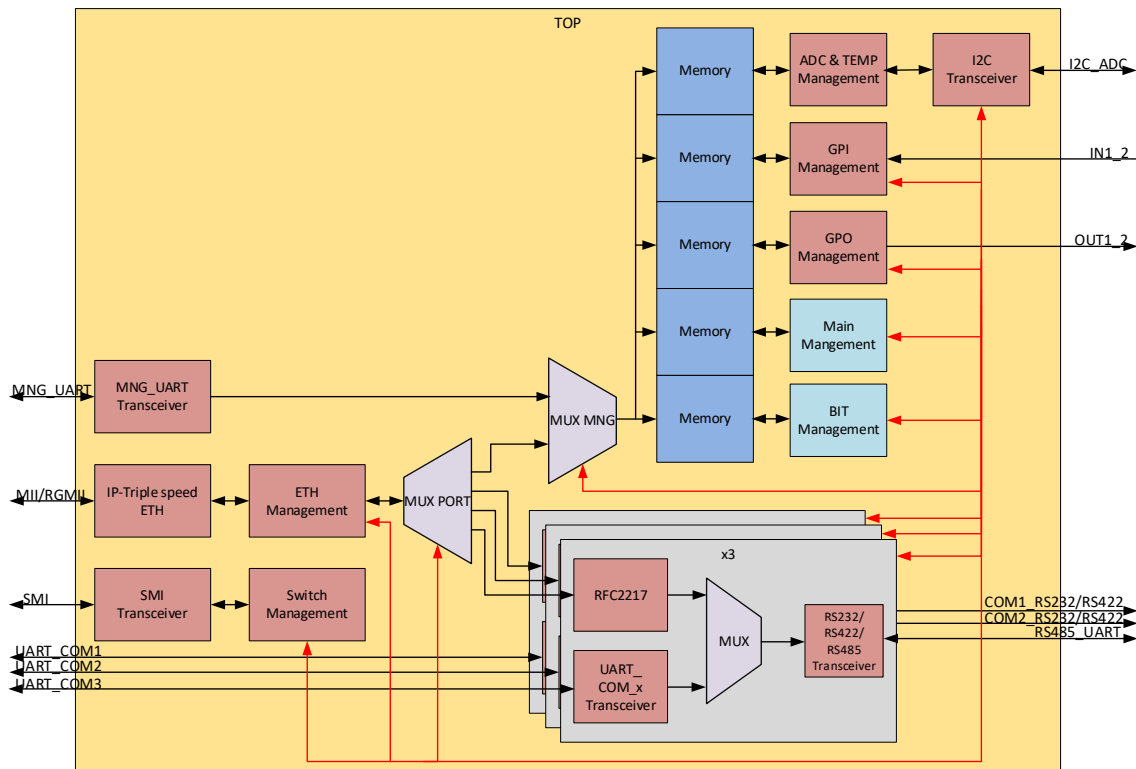 TOP
Memory
ADC & TEMP
Management
I2C
Transceiver
I2C_ADC
Memory
GPI
Management
IN1_2
Memory
GPO
Management
OUT1_2
Memory
Main
Mangement
MNG_UART
MNG_UART
Transceiver
MUX MNG
Memory
BIT
Management
MII/RGMII
IP-Triple speed
ETH
ETH
Management
MUX PORT
x3
SMI
SMI
Transceiver
Switch
Management
RFC2217
MUX
RS232/
RS422/
RS485
Transceiver
COM1_RS232/RS422
COM2_RS232/RS422
RS485_UART
UART_COM1
UART_COM2
UART_COM3
UART_
COM_x
Transceiver